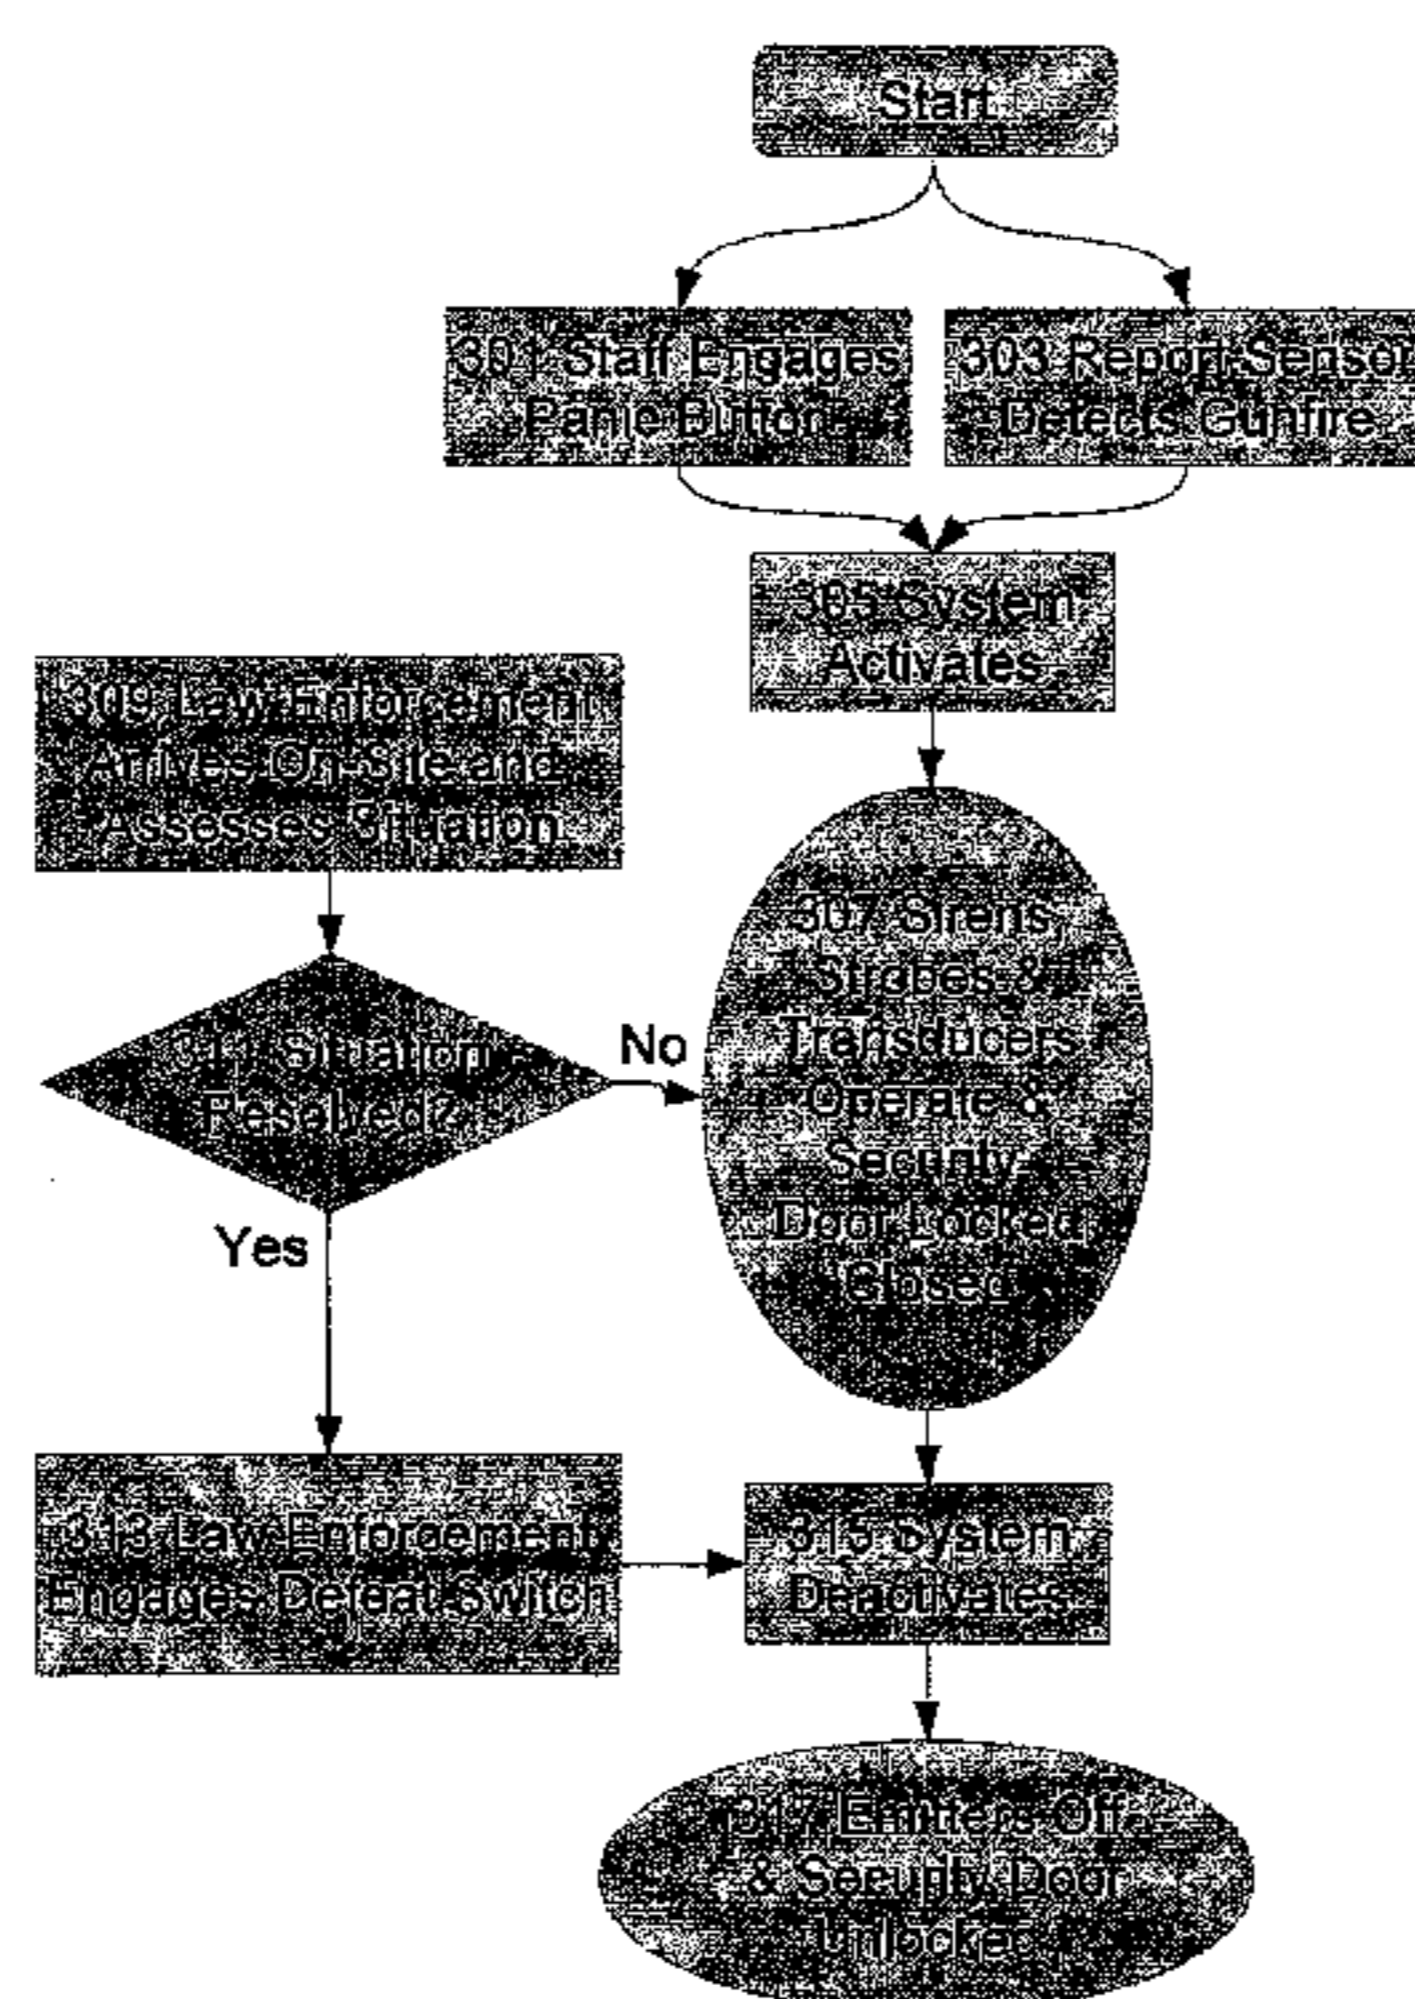 Start
301 Staff Engages
Panic Button
303 Report Sensor
Detects Gunfire
305 System
Activates
309 Law Enforcement
Arrives On-Site and
Assesses Situation
307 Sirens,
Strobes &
Transducers
Operate &
Security
Door Locked
Closed
311 Situation
Resolved?
No
Yes
313 Law Enforcement
Engages Defeat Switch
315 System
Deactivates
317 Emitters Off
& Security Door
Unlocked